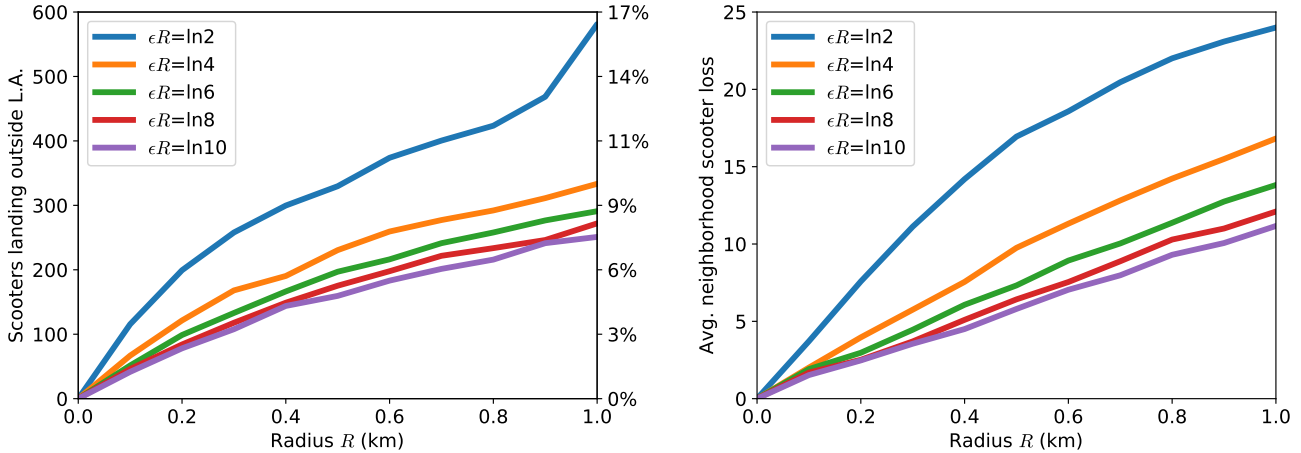 Scooters landing outside L.A.
600
500
400
300
200
100
0
ϵR=ln2
ϵR=ln4
ϵR=ln6
ϵR=ln8
ϵR=ln10
17%
14%
11%
9%
6%
3%
0%
0.0 0.2 0.4 0.6 0.8 1.0
Radius R (km)
Avg. neighborhood scooter loss
25
20
15
10
5
0
ϵR=ln2
ϵR=ln4
ϵR=ln6
ϵR=ln8
ϵR=ln10
0.0 0.2 0.4 0.6 0.8 1.0
Radius R (km)